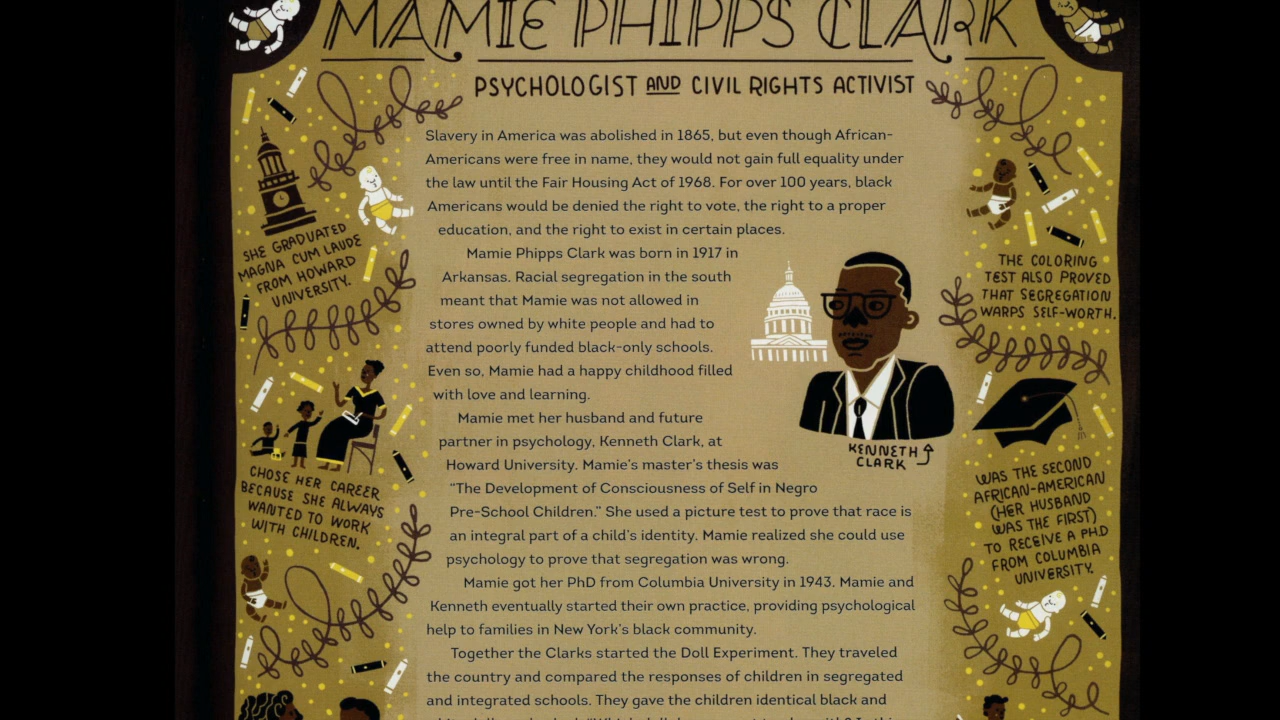 MAMIE PHIPPS CLARK
PSYCHOLOGIST AND CIVIL RIGHTS ACTIVIST
Slavery in America was abolished in 1865, but even though African-
Americans were free in name, they would not gain full equality under
the law until the Fair Housing Act of 1968. For over 100 years, black
Americans would be denied the right to vote, the right to a proper
education, and the right to exist in certain places.
Mamie Phipps Clark was born in 1917 in
Arkansas. Racial segregation in the south
meant that Mamie was not allowed in
stores owned by white people and had to
attend poorly funded black-only schools.
Even so, Mamie had a happy childhood filled
with love and learning.
Mamie met her husband and future
partner in psychology, Kenneth Clark, at
Howard University. Mamie's master's thesis was
"The Development of Consciousness of Self in Negro
Pre-School Children." She used a picture test to prove that race is
an integral part of a child's identity. Mamie realized she could use
psychology to prove that segregation was wrong.
Mamie got her PhD from Columbia University in 1943. Mamie and
Kenneth eventually started their own practice, providing psychological
help to families in New York's black community.
Together the Clarks started the Doll Experiment. They traveled
the country and compared the responses of children in segregated
and integrated schools. They gave the children identical black and
SHE GRADUATED
MAGNA CUM LAUDE
FROM HOWARD
UNIVERSITY.
CHOSE HER CAREER
BECAUSE SHE ALWAYS
WANTED TO WORK
WITH CHILDREN.
KENNETH
CLARK
THE COLORING
TEST ALSO PROVED
THAT SEGREGATION
WARPS SELF-WORTH.
WAS THE SECOND
AFRICAN-AMERICAN
(HER HUSBAND
WAS THE FIRST)
TO RECEIVE A PH.D
FROM COLUMBIA
UNIVERSITY.